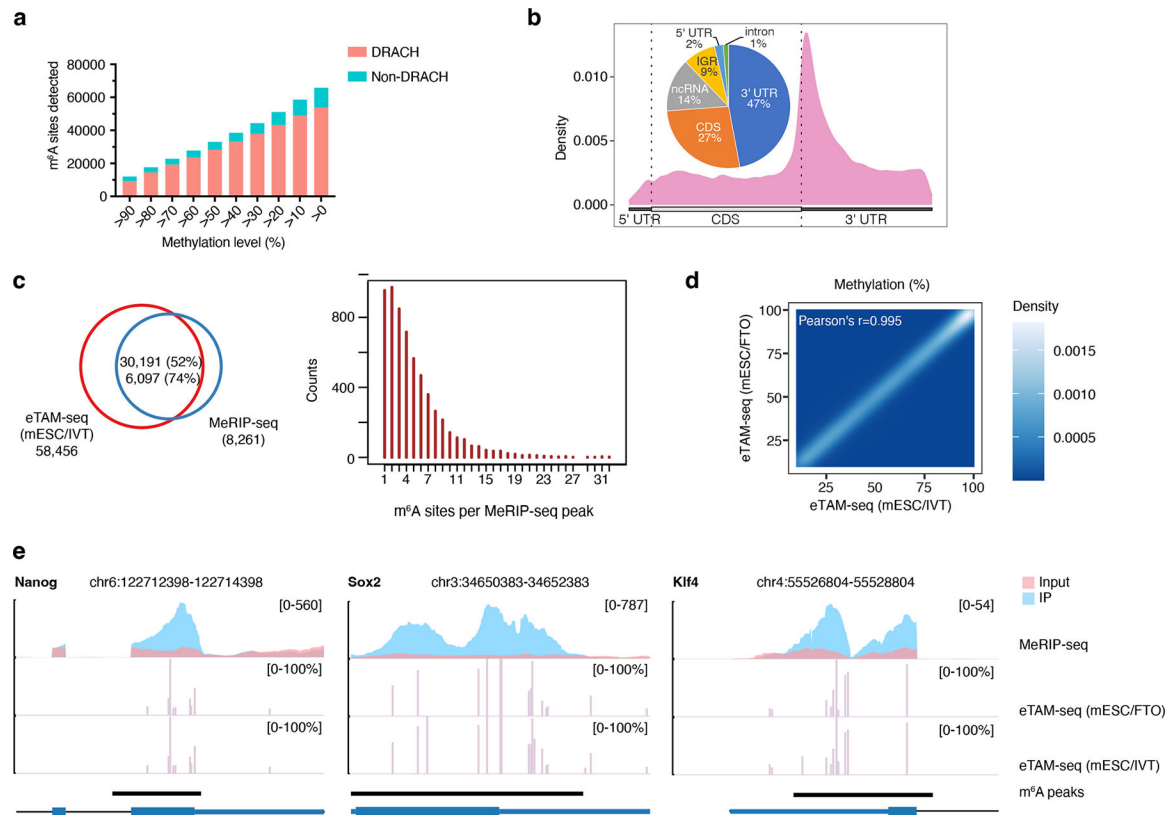 a
DRACH
Non-DRACH
80000
60000
40000
20000
0
m⁶A sites detected
>90
>80
>70
>60
>50
>40
>30
>20
>10
>0
Methylation level (%)
b
0.010
0.005
0.000
Density
5' UTR
2%
intron
1%
IGR
9%
ncRNA
14%
3' UTR
47%
CDS
27%
5' UTR
CDS
3' UTR
c
30,191 (52%)
6,097 (74%)
eTAM-seq
(mESC/IVT)
58,456
MeRIP-seq
(8,261)
800
400
0
Counts
1 4 7 11 15 19 23 27 31
m⁶A sites per MeRIP-seq peak
d
Methylation (%)
Pearson's r=0.995
100
75
50
25
eTAM-seq (mESC/FTO)
25 50 75 100
eTAM-seq (mESC/IVT)
Density
0.0015
0.0010
0.0005
e
Nanog chr6:122712398-122714398
Sox2 chr3:34650383-34652383
Klf4 chr4:55526804-55528804
Input
IP
[0-560]
[0-787]
[0-54]
MeRIP-seq
[0-100%]
[0-100%]
[0-100%]
eTAM-seq (mESC/FTO)
[0-100%]
[0-100%]
[0-100%]
eTAM-seq (mESC/IVT)
m⁶A peaks